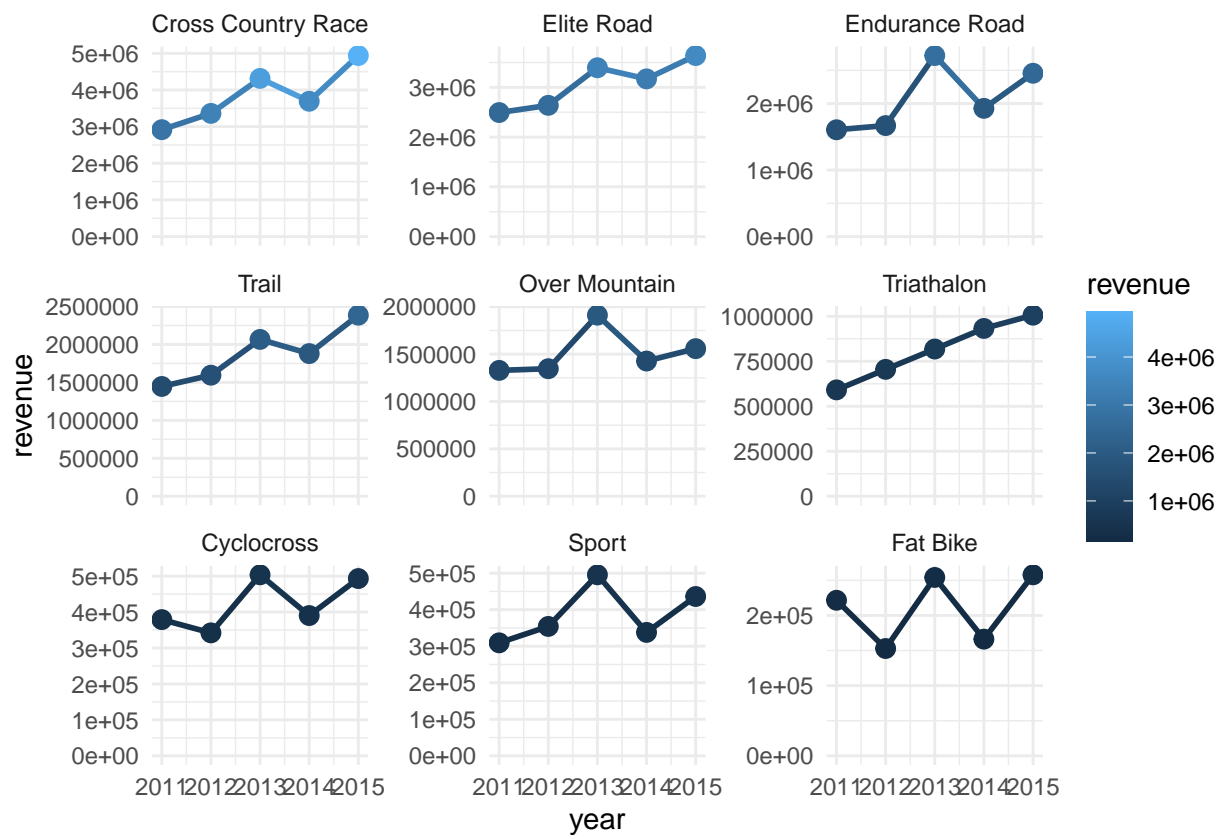 Cross Country Race
Elite Road
Endurance Road
5e+06
4e+06
3e+06
2e+06
1e+06
0e+00
3e+06
2e+06
1e+06
0e+00
2e+06
1e+06
0e+00
Trail
Over Mountain
Triathalon
2500000
2000000
1500000
1000000
500000
0
2000000
1500000
1000000
500000
0
1000000
750000
500000
250000
0
Cyclocross
Sport
Fat Bike
5e+05
4e+05
3e+05
2e+05
1e+05
0e+00
5e+05
4e+05
3e+05
2e+05
1e+05
0e+00
2e+05
1e+05
0e+00
2011 2012 2013 2014 2015
2011 2012 2013 2014 2015
2011 2012 2013 2014 2015
year
revenue
revenue
4e+06
3e+06
2e+06
1e+06